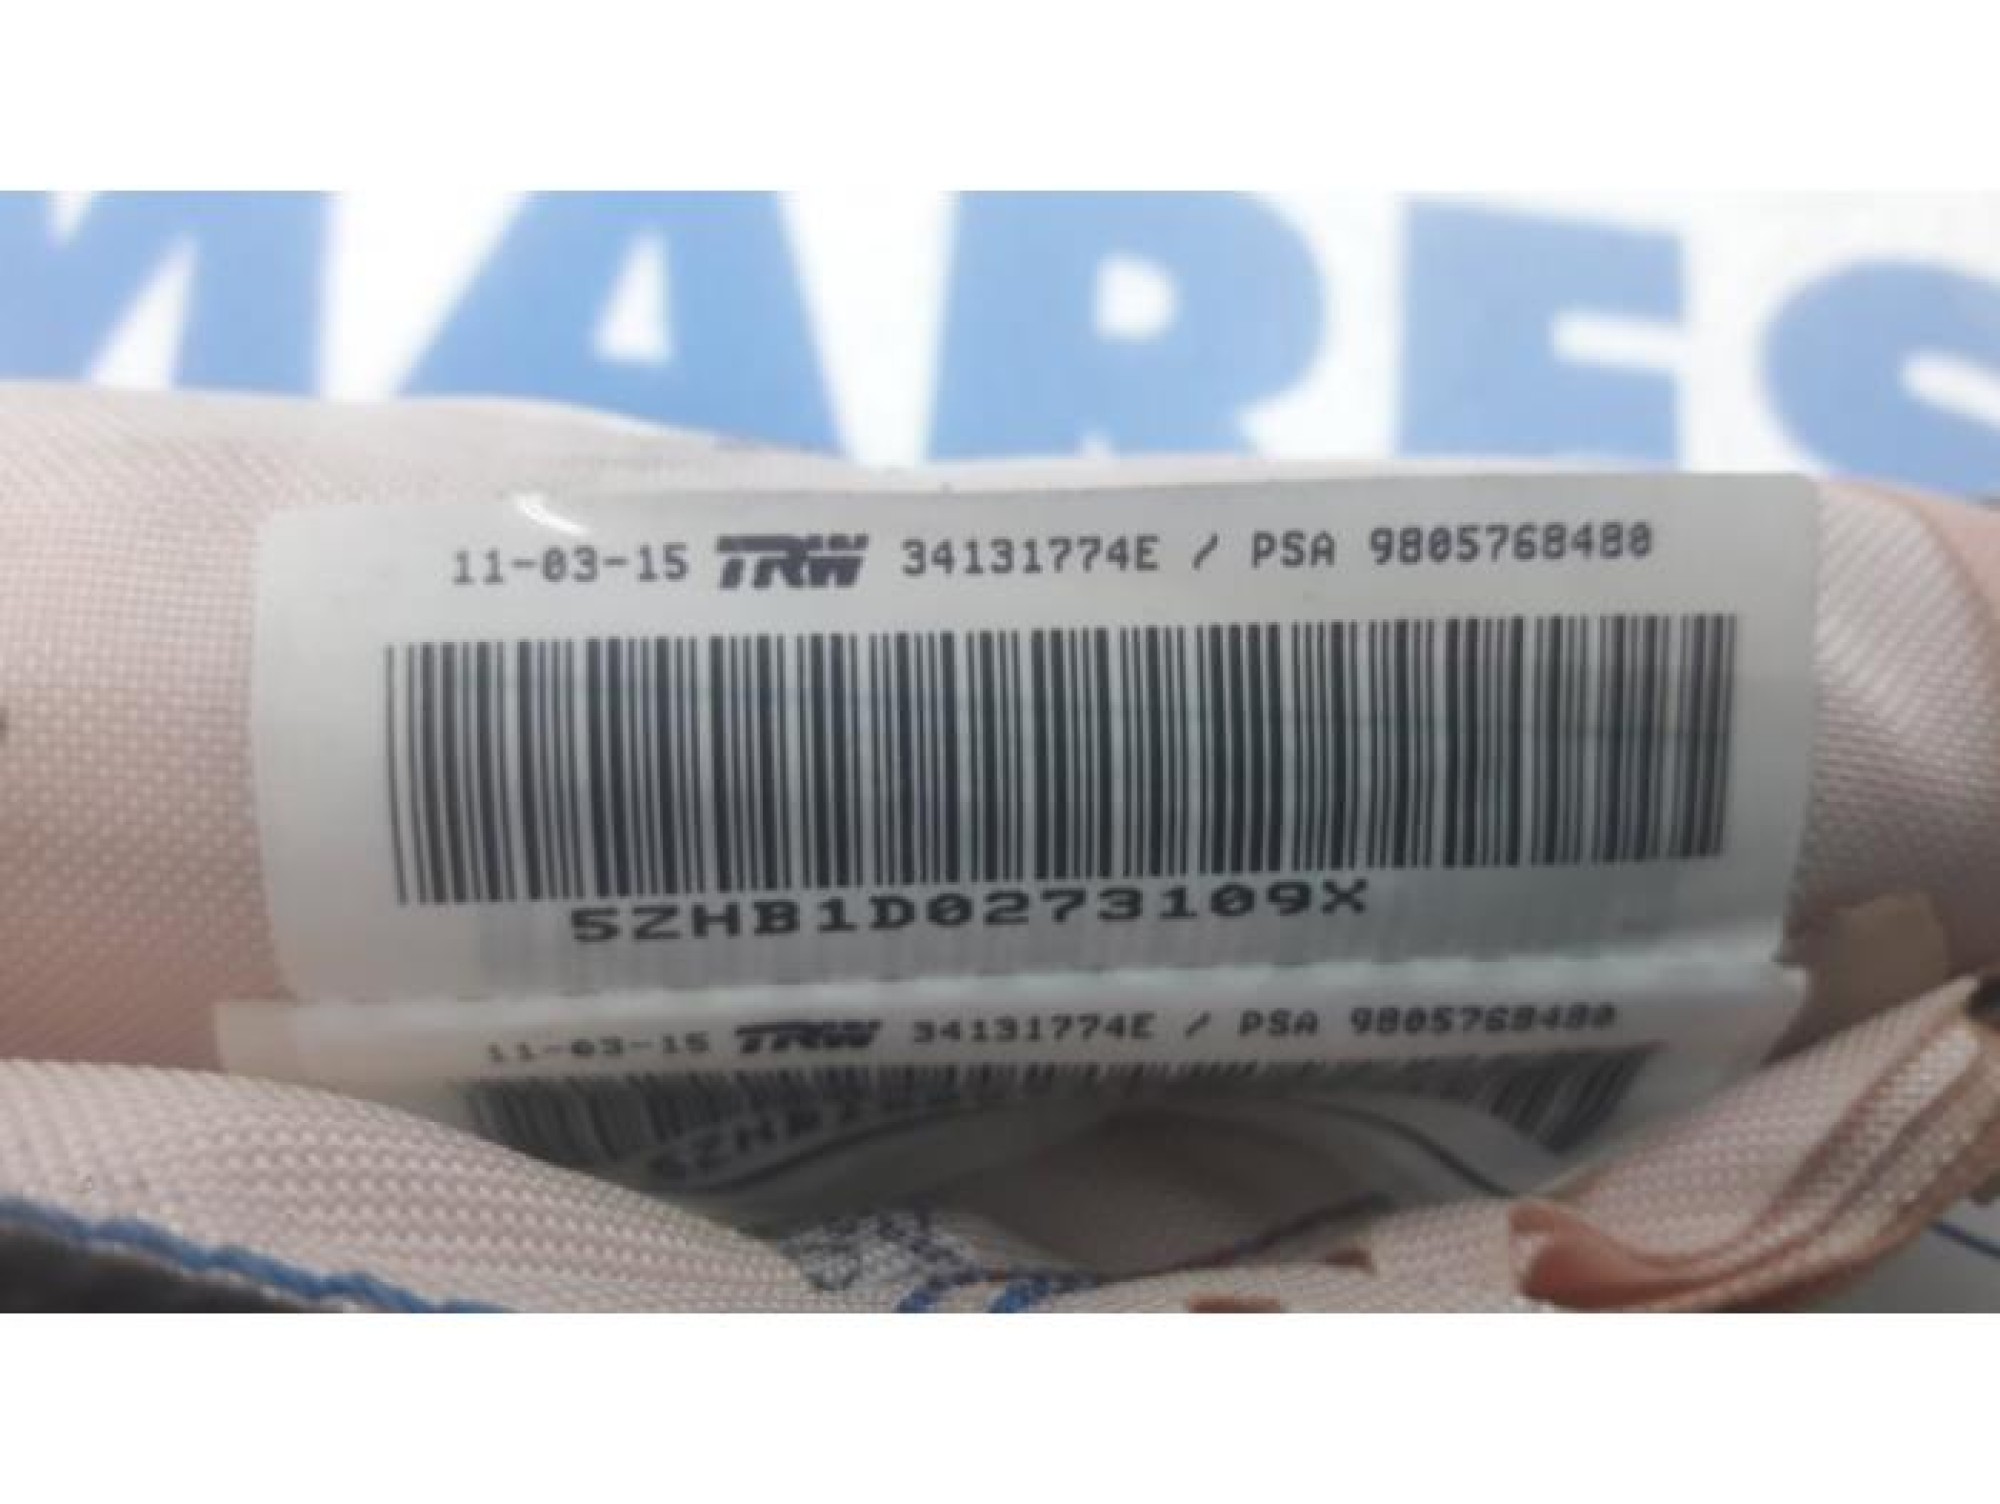 MARES
11-03-15 TRW 34131774E / PSA 9805768480
5ZHB1D0273109X
11-03-15 TRW 34131774E / PSA 9805768480